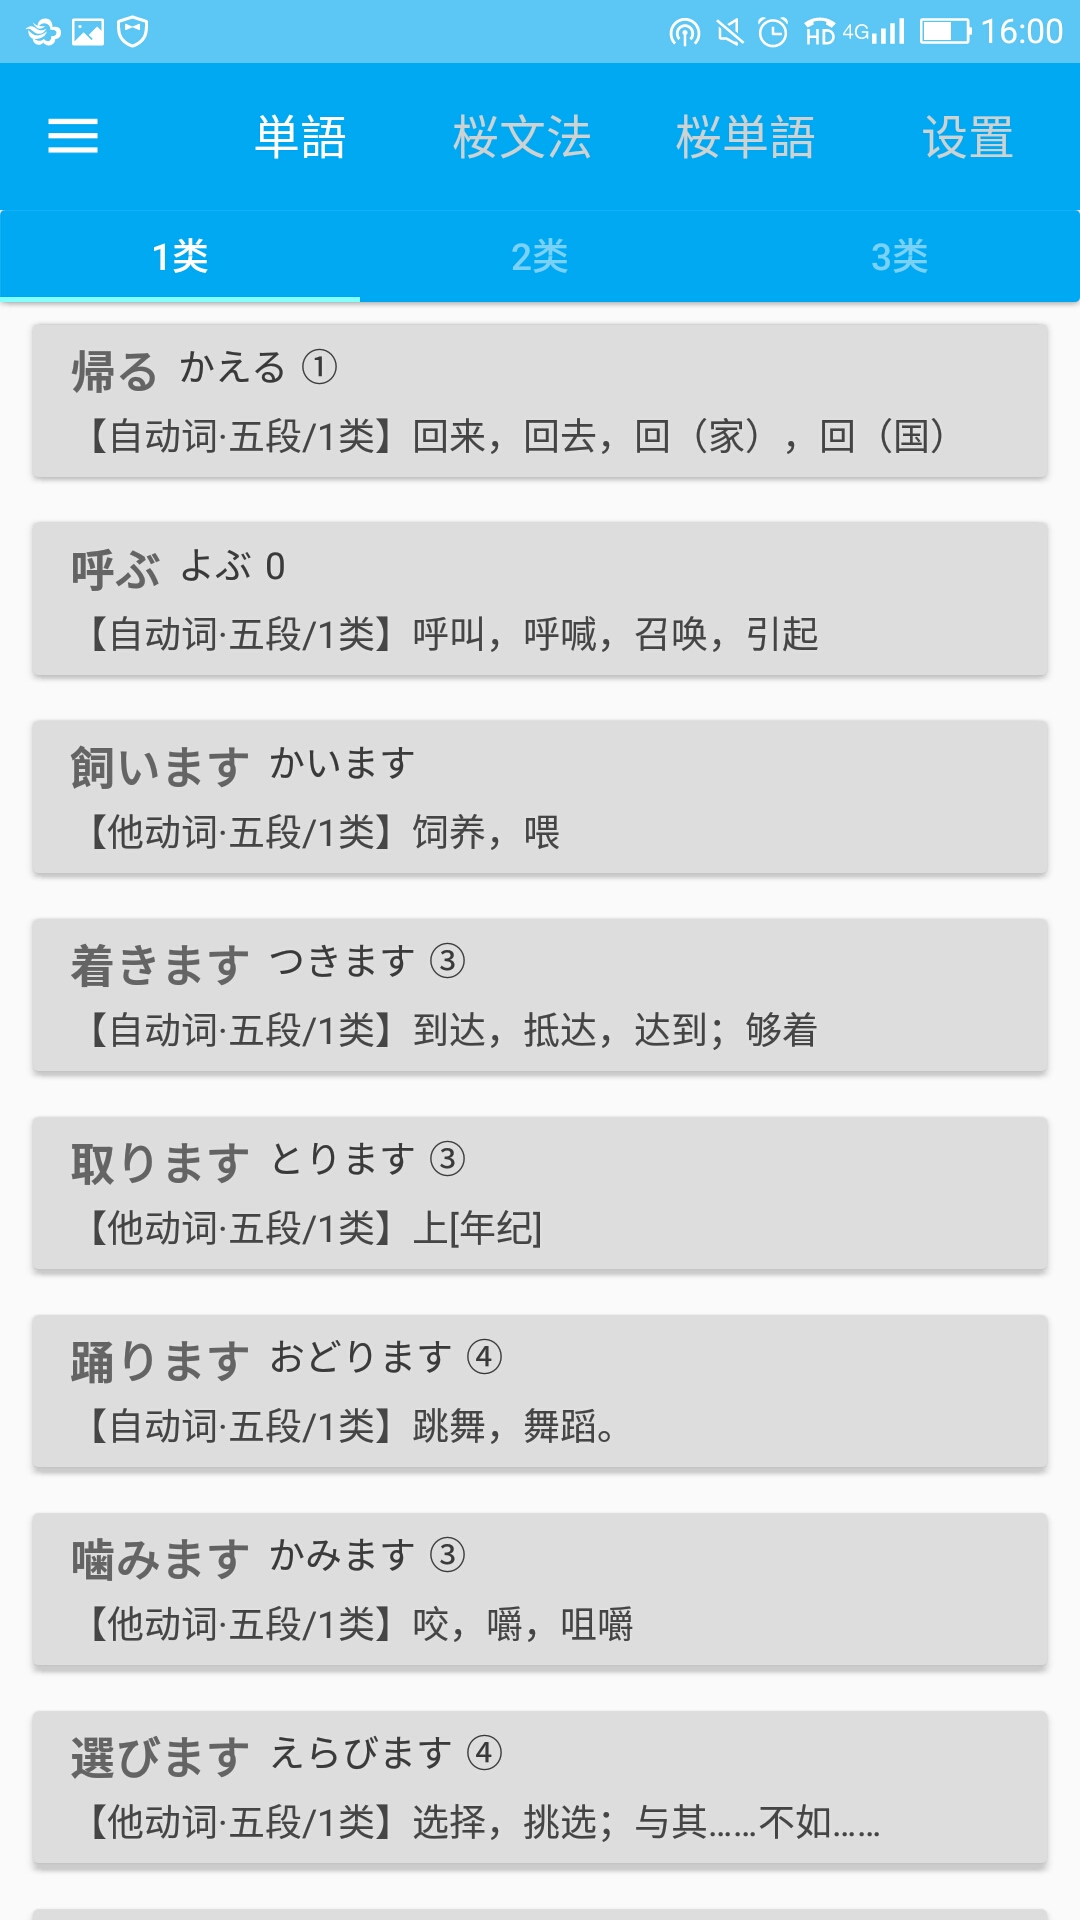 HD 4G 16:00
単語 桜文法 桜単語 设置
1类 2类 3类
帰る かえる ①
【自动词·五段/1类】回来，回去，回（家），回（国）
呼ぶ よぶ 0
【自动词·五段/1类】呼叫，呼喊，召唤，引起
飼います かいます
【他动词·五段/1类】饲养，喂
着きます つきます ③
【自动词·五段/1类】到达，抵达，达到；够着
取ります とります ③
【他动词·五段/1类】上[年纪]
踊ります おどります ④
【自动词·五段/1类】跳舞，舞蹈。
噛みます かみます ③
【他动词·五段/1类】咬，嚼，咀嚼
選びます えらびます ④
【他动词·五段/1类】选择，挑选；与其……不如……